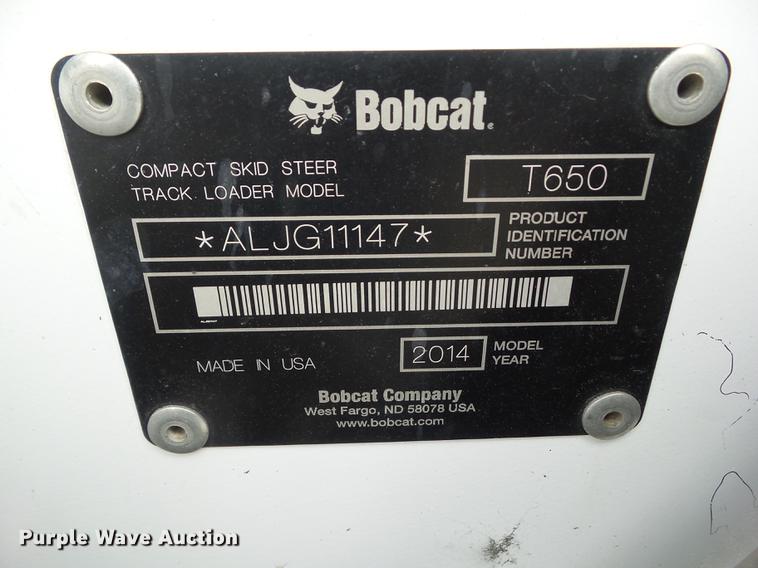 Bobcat.
COMPACT SKID STEER
TRACK LOADER MODEL
T650
*ALJG11147*
PRODUCT
IDENTIFICATION
NUMBER
MADE IN USA
2014
MODEL
YEAR
Bobcat Company
West Fargo, ND 58078 USA
www.bobcat.com
Purple Wave Auction